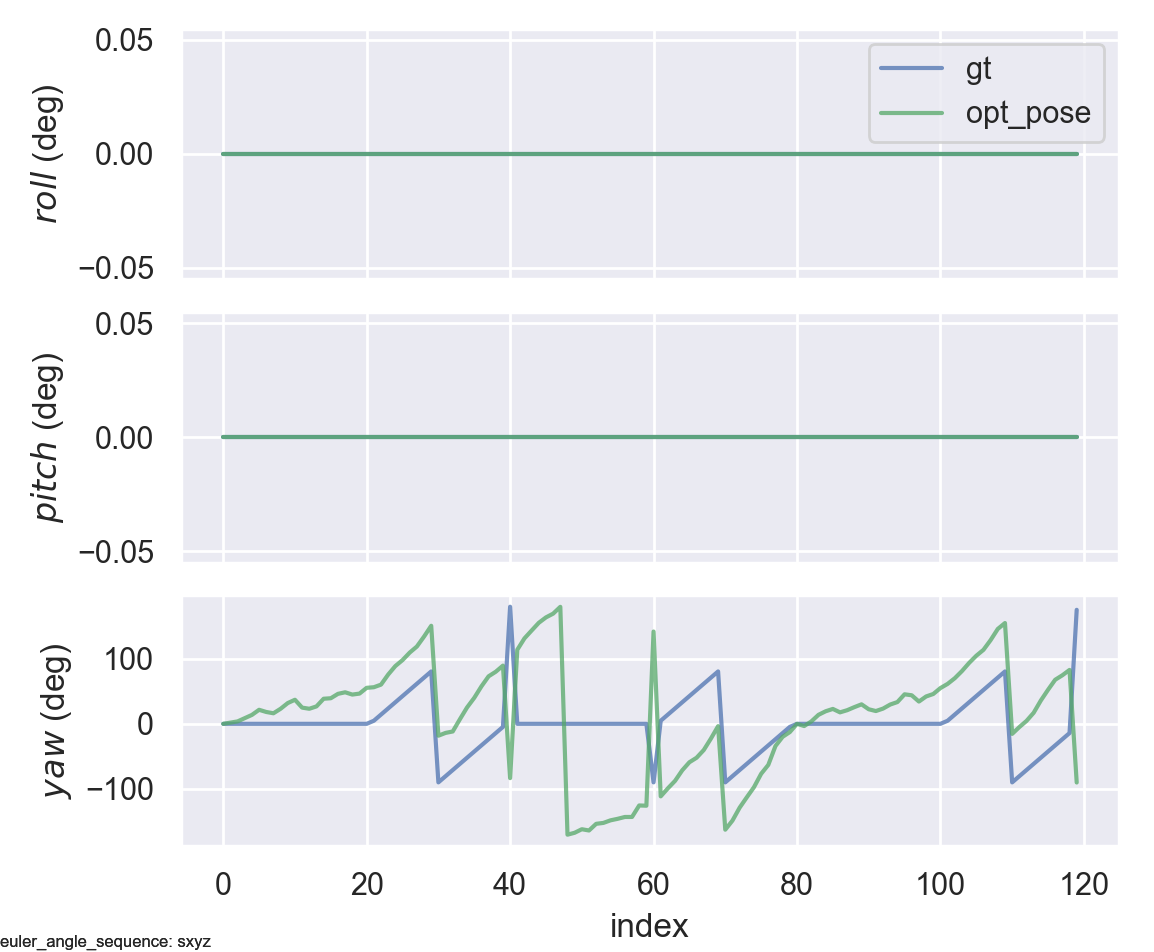 roll (deg)
0.05
0.00
−0.05
gt
opt_pose
pitch (deg)
0.05
0.00
−0.05
yaw (deg)
100
0
−100
0 20 40 60 80 100 120
index
euler_angle_sequence: sxyz